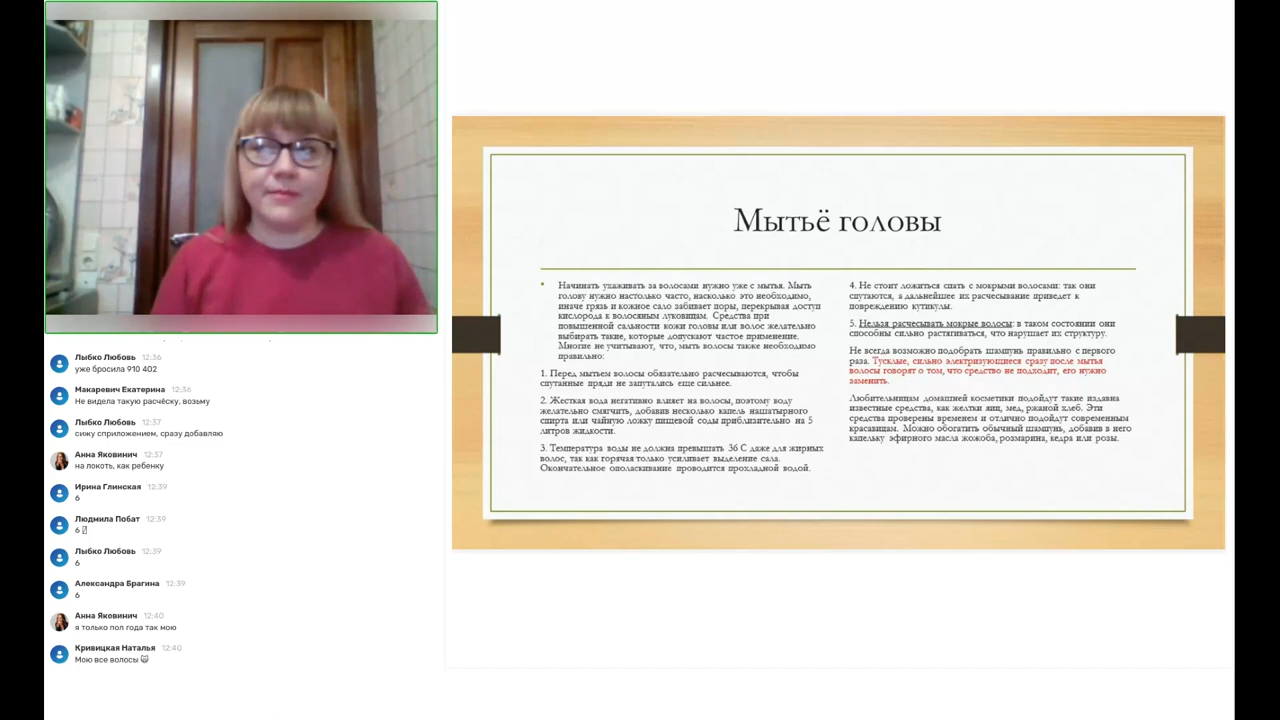 Лыбко Любовь 12:36
уже бросила 910 402
Макаревич Екатерина 12:36
Не видела такую расчёску, возьму
Лыбко Любовь 12:37
сижу сприложением, сразу добавляю
Анна Яковинич 12:37
на локоть, как ребенку
Ирина Глинская 12:39
6
Людмила Побат 12:39
6
Лыбко Любовь 12:39
6
Александра Брагина 12:39
6
Анна Яковинич 12:40
я только пол года так мою
Кривицкая Наталья 12:40
Мою все волосы
Мытьё головы
Начинать ухаживать за волосами нужно уже с мытья. Мыть
голову нужно настолько часто, насколько это необходимо,
иначе грязь и кожное сало забивает поры, перекрывая доступ
кислорода к волосяным луковицам. Средства при
повышенной сальности кожи головы или волос желательно
выбирать такие, которые допускают частое применение.
Многие не учитывают, что, мыть волосы также необходимо
правильно:
1. Перед мытьем волосы обязательно расчесываются, чтобы
спутанные пряди не запутались еще сильнее.
2. Жесткая вода негативно влияет на волосы, поэтому воду
желательно смягчить, добавив несколько капель нашатырного
спирта или чайную ложку пищевой соды приблизительно на 5
литров жидкости.
3. Температура воды не должна превышать 36 С даже для жирных
волос, так как горячая только усиливает выделение сала.
Окончательное ополаскивание проводится прохладной водой.
4. Не стоит ложиться спать с мокрыми волосами: так они
спутаются, а дальнейшее их расчесывание приведет к
повреждению кутикулы.
5. Нельзя расчесывать мокрые волосы: в таком состоянии они
способны сильно растягиваться, что нарушает их структуру.
Не всегда возможно подобрать шампунь правильно с первого
раза. Тусклые, сильно электризующиеся сразу после мытья
волосы говорят о том, что средство не подходит, его нужно
заменить.
Любительницам домашней косметики подойдут такие издавна
известные средства, как желтки яиц, мед, ржаной хлеб. Эти
средства проверены временем и отлично подойдут современным
красавицам. Можно обогатить обычный шампунь, добавив в него
капельку эфирного масла жожоба, розмарина, кедра или розы.